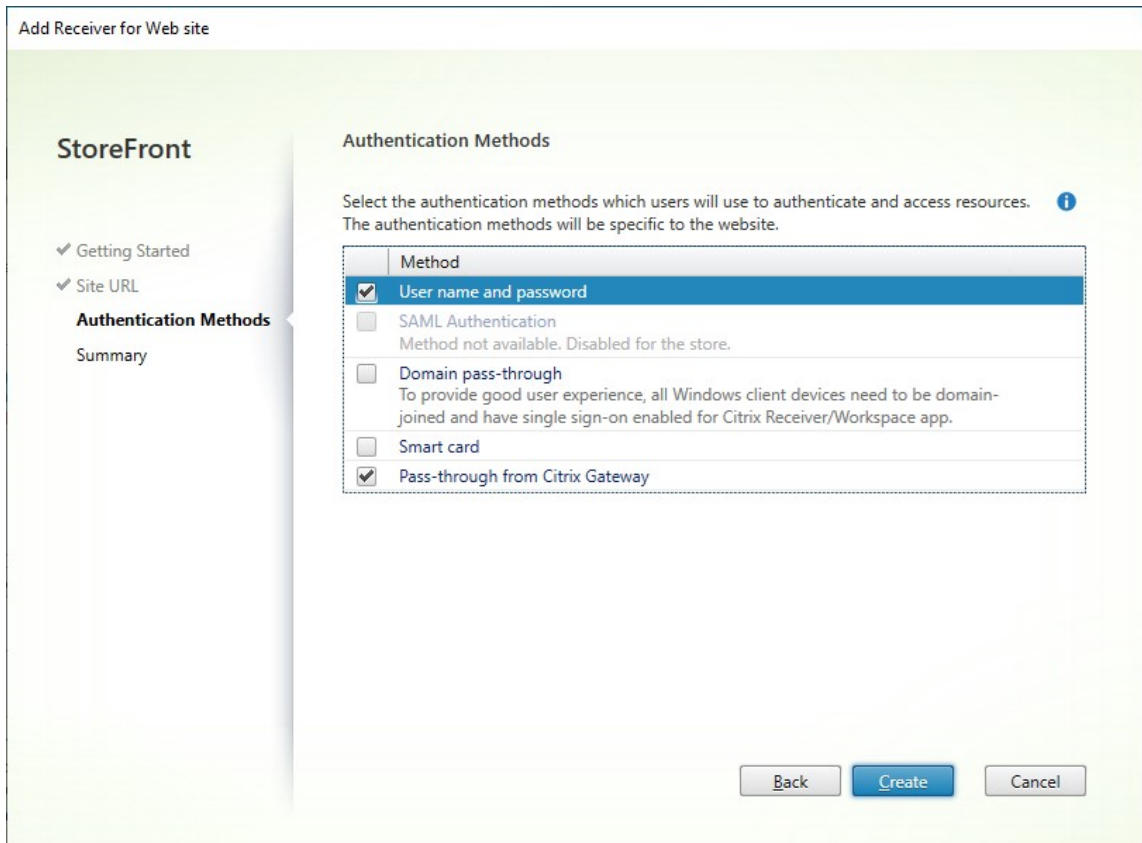 Add Receiver for Web site
StoreFront
Getting Started
Site URL
Authentication Methods
Summary
Authentication Methods
Select the authentication methods which users will use to authenticate and access resources.
The authentication methods will be specific to the website.
Method
User name and password
SAML Authentication
Method not available. Disabled for the store.
Domain pass-through
To provide good user experience, all Windows client devices need to be domain-
joined and have single sign-on enabled for Citrix Receiver/Workspace app.
Smart card
Pass-through from Citrix Gateway
Back
Create
Cancel